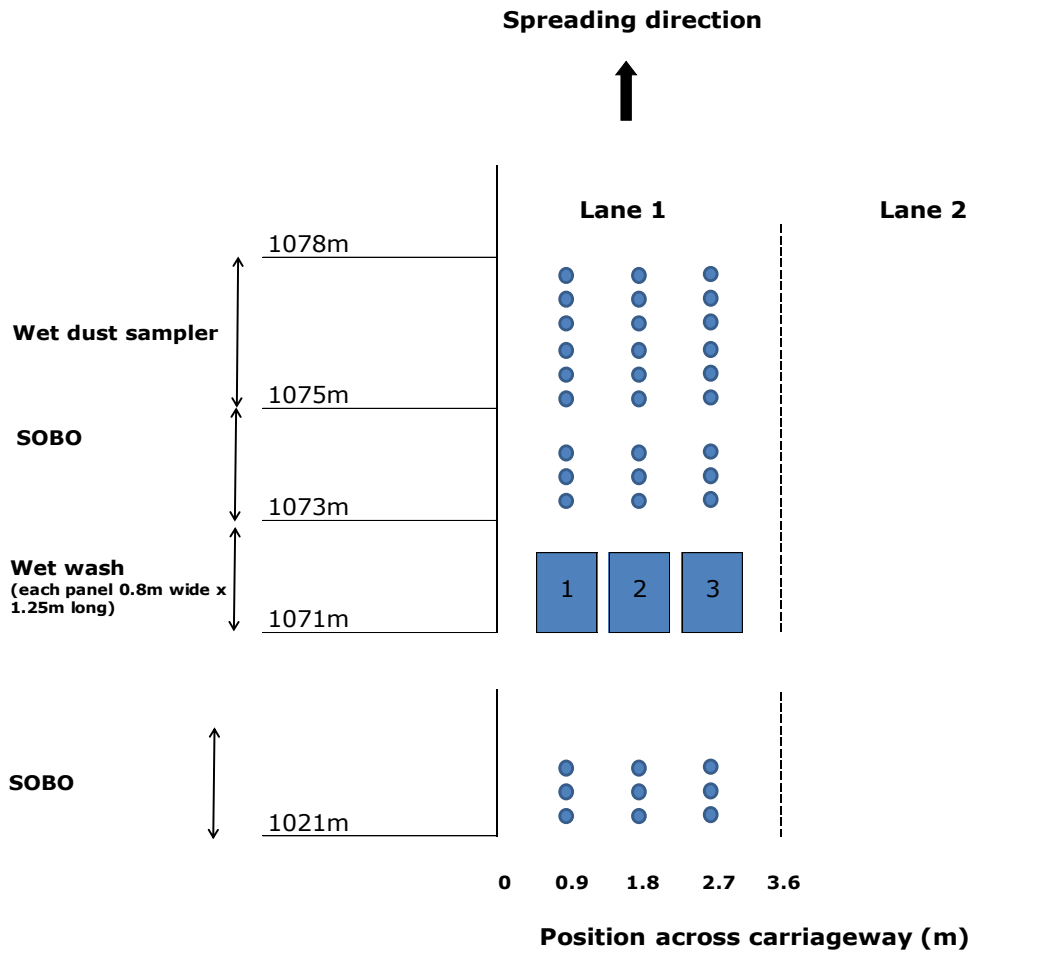 Spreading direction
Lane 1
Lane 2
1078m
Wet dust sampler
1075m
SOBO
1073m
Wet wash
(each panel 0.8m wide x
1.25m long)
1 2 3
1071m
SOBO
1021m
0 0.9 1.8 2.7 3.6
Position across carriageway (m)